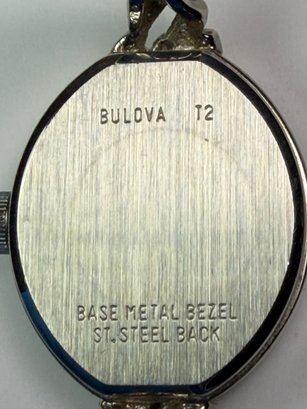 BULOVA T2
BASE METAL BEZEL
ST. STEEL BACK